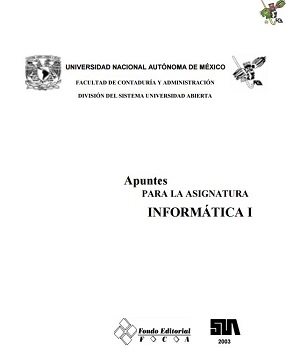 UNIVERSIDAD NACIONAL AUTÓNOMA DE MÉXICO
FACULTAD DE CONTADURÍA Y ADMINISTRACIÓN
DIVISIÓN DEL SISTEMA UNIVERSIDAD ABIERTA
Apuntes
PARA LA ASIGNATURA
INFORMÁTICA I
Fondo Editorial
F C A
SUA
2003